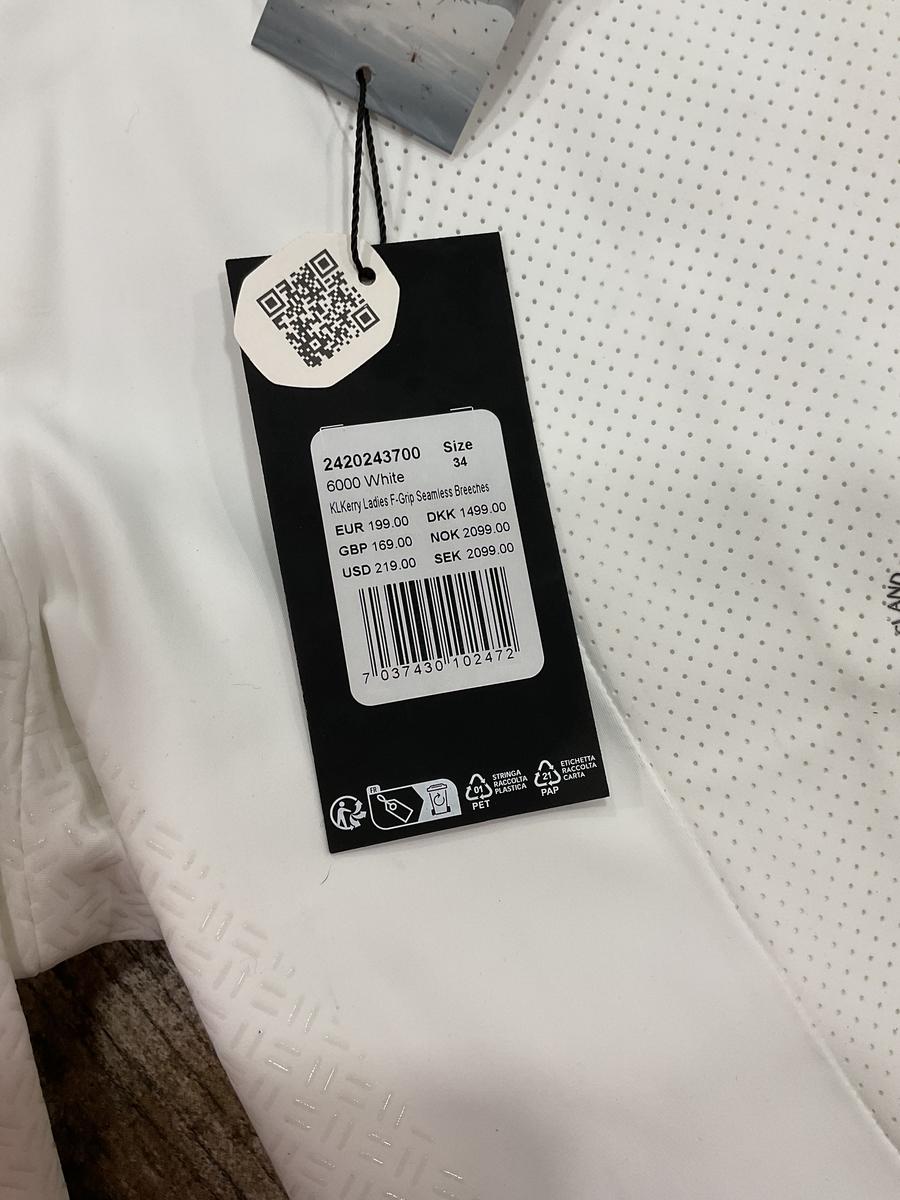 2420243700
Size
34
6000 White
KLKerry Ladies F-Grip Seamless Breeches
EUR 199.00 DKK 1499.00
GBP 169.00 NOK 2099.00
USD 219.00 SEK 2099.00
7 037430 102472
FR
01
PET
STRINGA
RACCOLTA
PLASTICA
21
PAP
ETICHETTA
RACCOLTA
CARTA